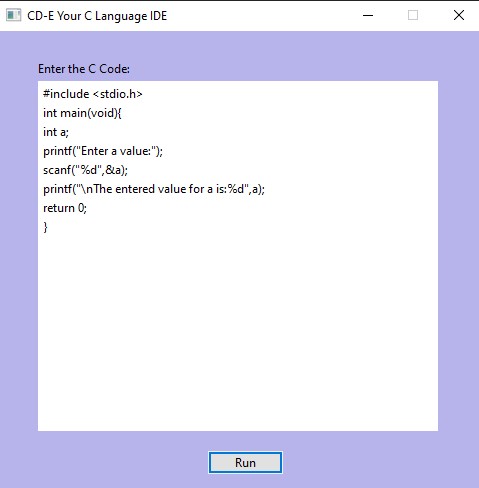 CD-E Your C Language IDE
Enter the C Code:
#include <stdio.h>
int main(void){
int a;
printf("Enter a value:");
scanf("%d",&a);
printf("\nThe entered value for a is:%d",a);
return 0;
}
Run